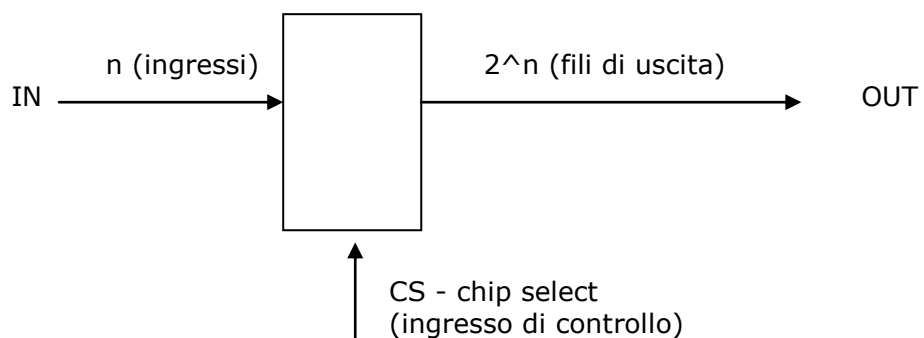 n (ingressi)
2^n (fili di uscita)
IN
OUT
CS - chip select
(ingresso di controllo)